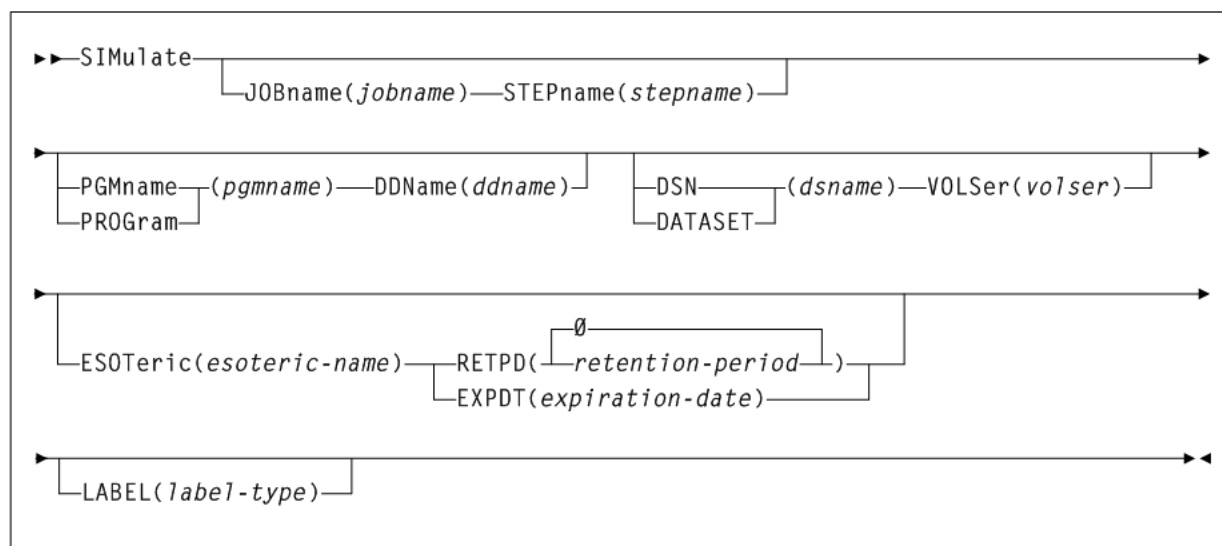 SIMulate
JOBname(jobname) STEPname(stepname)
PGMname (pgmname) DDName(ddname) DSN (dsname) VOLSer(volser)
PROGram DATASET
Ø
ESOTeric(esoteric-name) RETPD( retention-period )
EXPDT(expiration-date)
LABEL(label-type)